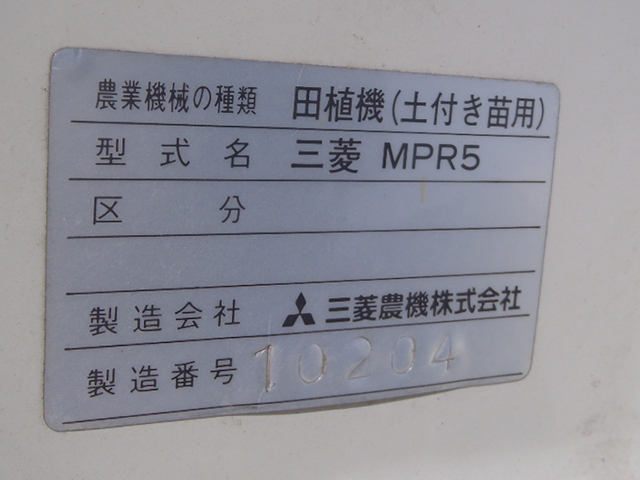 農業機械の種類 田植機(土付き苗用)
型式名 三菱 MPR5
区分
製造会社 三菱農機株式会社
製造番号 10204